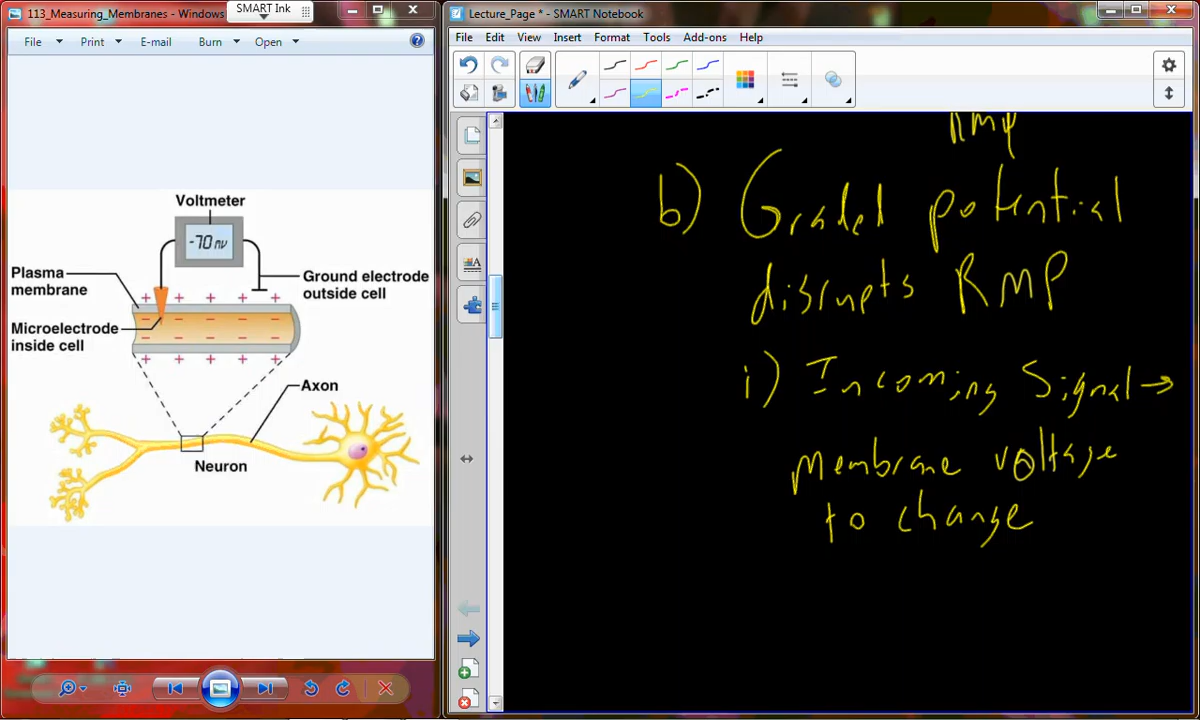 113_Measuring_Membranes - Windows
SMART Ink
File Print E-mail Burn Open
Voltmeter
-70 mv
Plasma
membrane
Ground electrode
outside cell
Microelectrode
inside cell
Axon
Neuron
Lecture_Page * - SMART Notebook
File Edit View Insert Format Tools Add-ons Help
RMP
b) Graded potential
disrupts RMP
i) Incoming Signal →
Membrane voltage
to change